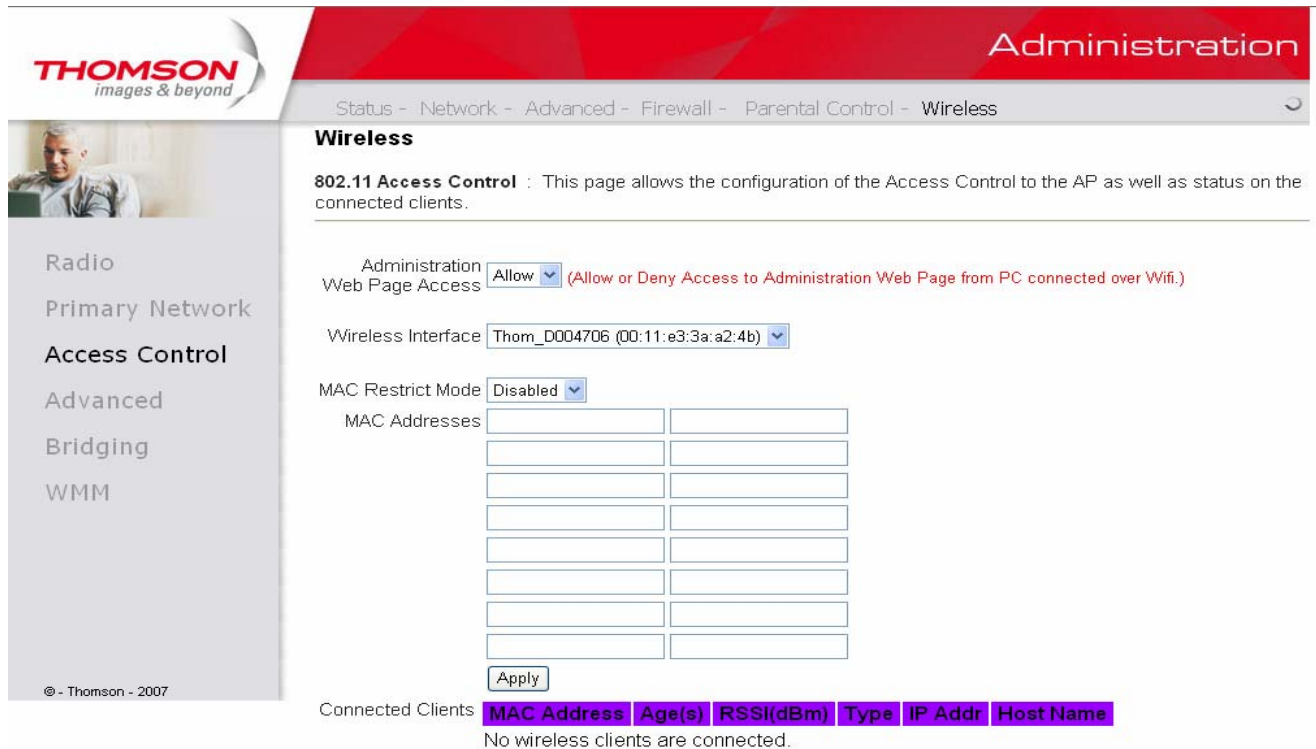 THOMSON
images & beyond
Administration
Status - Network - Advanced - Firewall - Parental Control - Wireless
Wireless
802.11 Access Control : This page allows the configuration of the Access Control to the AP as well as status on the
connected clients.
Radio
Primary Network
Access Control
Advanced
Bridging
WMM
© - Thomson - 2007
Administration
Web Page Access Allow (Allow or Deny Access to Administration Web Page from PC connected over Wifi.)
Wireless Interface Thom_D004706 (00:11:e3:3a:a2:4b)
MAC Restrict Mode Disabled
MAC Addresses
Apply
Connected Clients MAC Address Age(s) RSSI(dBm) Type IP Addr Host Name
No wireless clients are connected.